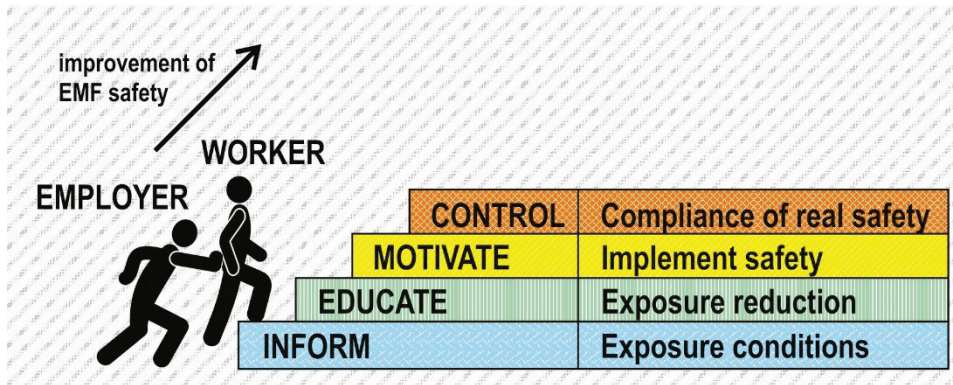 improvement of
EMF safety
WORKER
EMPLOYER
CONTROL Compliance of real safety
MOTIVATE Implement safety
EDUCATE Exposure reduction
INFORM Exposure conditions